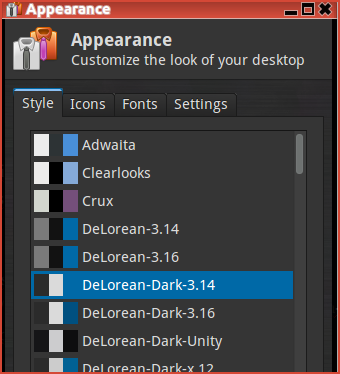 Appearance
Appearance
Customize the look of your desktop
Style Icons Fonts Settings
Adwaita
Clearlooks
Crux
DeLorean-3.14
DeLorean-3.16
DeLorean-Dark-3.14
DeLorean-Dark-3.16
DeLorean-Dark-Unity
DeLorean-Dark-x.12